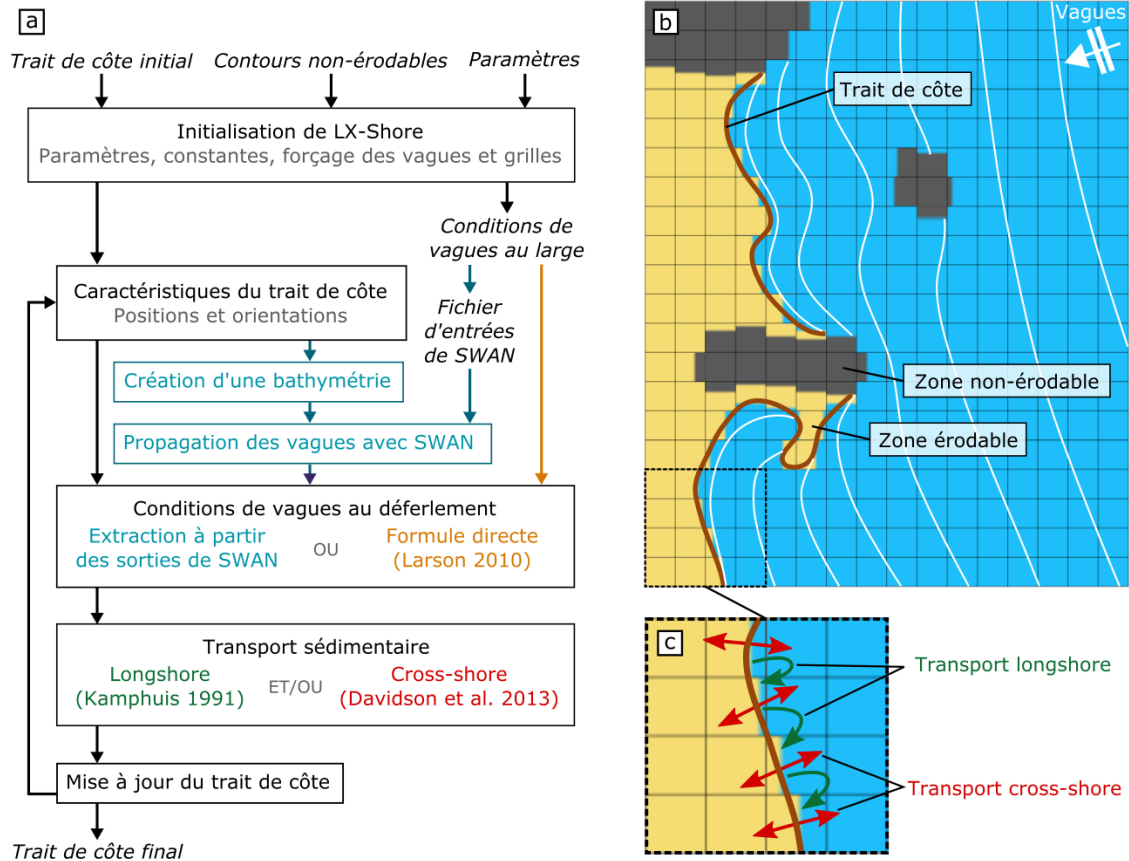 a
Trait de côte initial
Contours non-érodables
Paramètres
Initialisation de LX-Shore
Paramètres, constantes, forçage des vagues et grilles
Conditions de
vagues au large
Caractéristiques du trait de côte
Positions et orientations
Fichier
d'entrées
de SWAN
Création d'une bathymétrie
Propagation des vagues avec SWAN
Conditions de vagues au déferlement
Extraction à partir
des sorties de SWAN
OU
Formule directe
(Larson 2010)
Transport sédimentaire
Longshore
(Kamphuis 1991)
ET/OU
Cross-shore
(Davidson et al. 2013)
Mise à jour du trait de côte
Trait de côte final
b
Vagues
Trait de côte
Zone non-érodable
Zone érodable
c
Transport longshore
Transport cross-shore